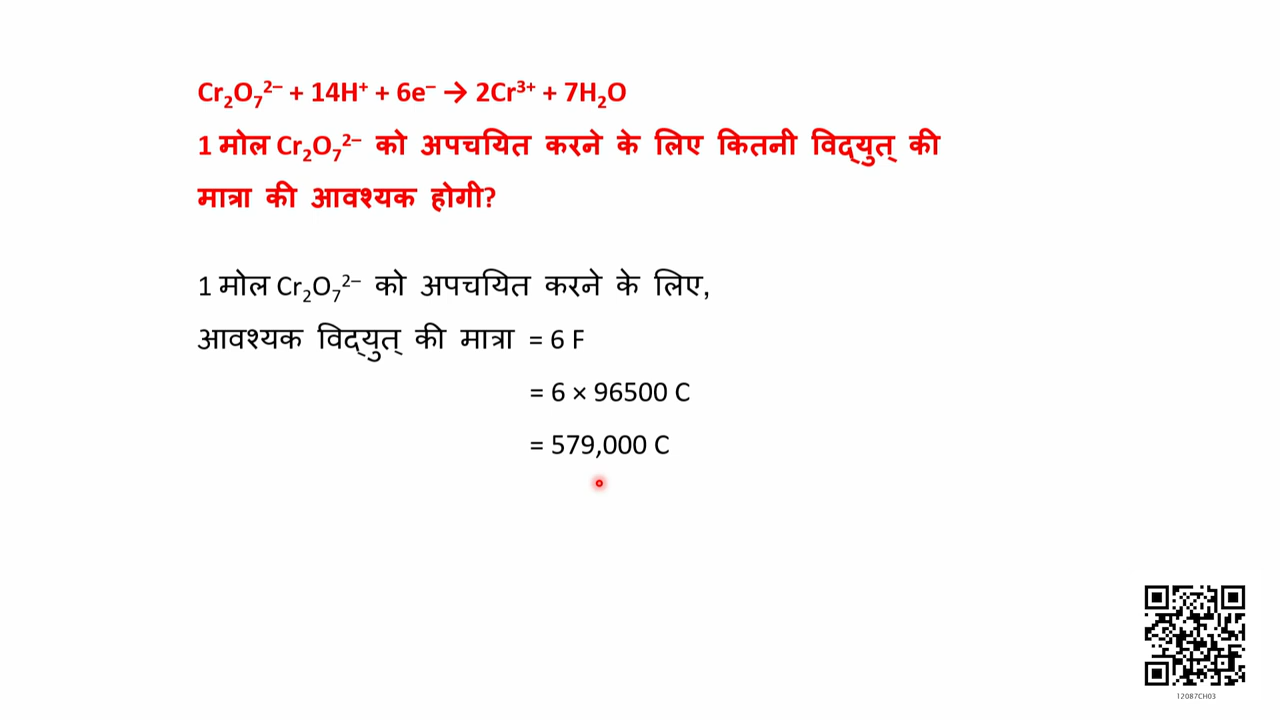 Cr₂O₇²⁻ + 14H⁺ + 6e⁻ → 2Cr³⁺ + 7H₂O
1 मोल Cr₂O₇²⁻ को अपचयित करने के लिए कितनी विद्युत् की
मात्रा की आवश्यक होगी?
1 मोल Cr₂O₇²⁻ को अपचयित करने के लिए,
आवश्यक विद्युत् की मात्रा = 6 F
= 6 × 96500 C
= 579,000 C
12087CH03